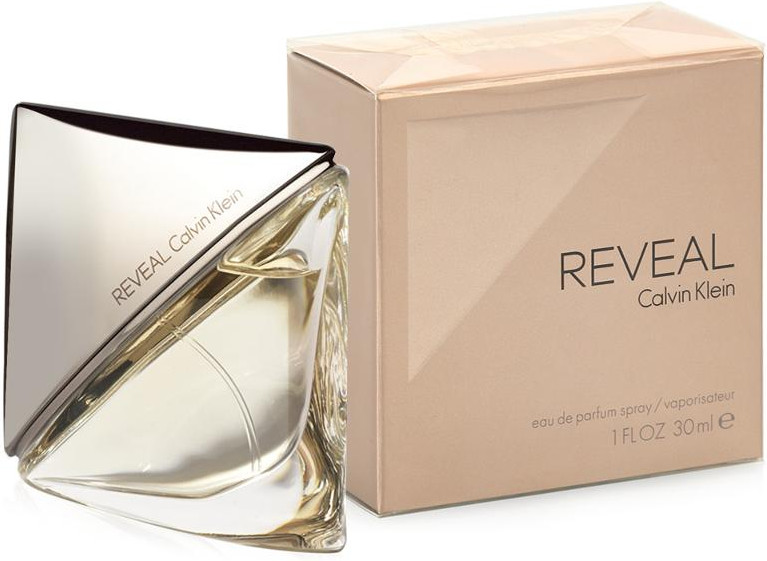 REVEAL Calvin Klein
REVEAL
Calvin Klein
eau de parfum spray / vaporisateur
1 FL OZ 30 ml ℮